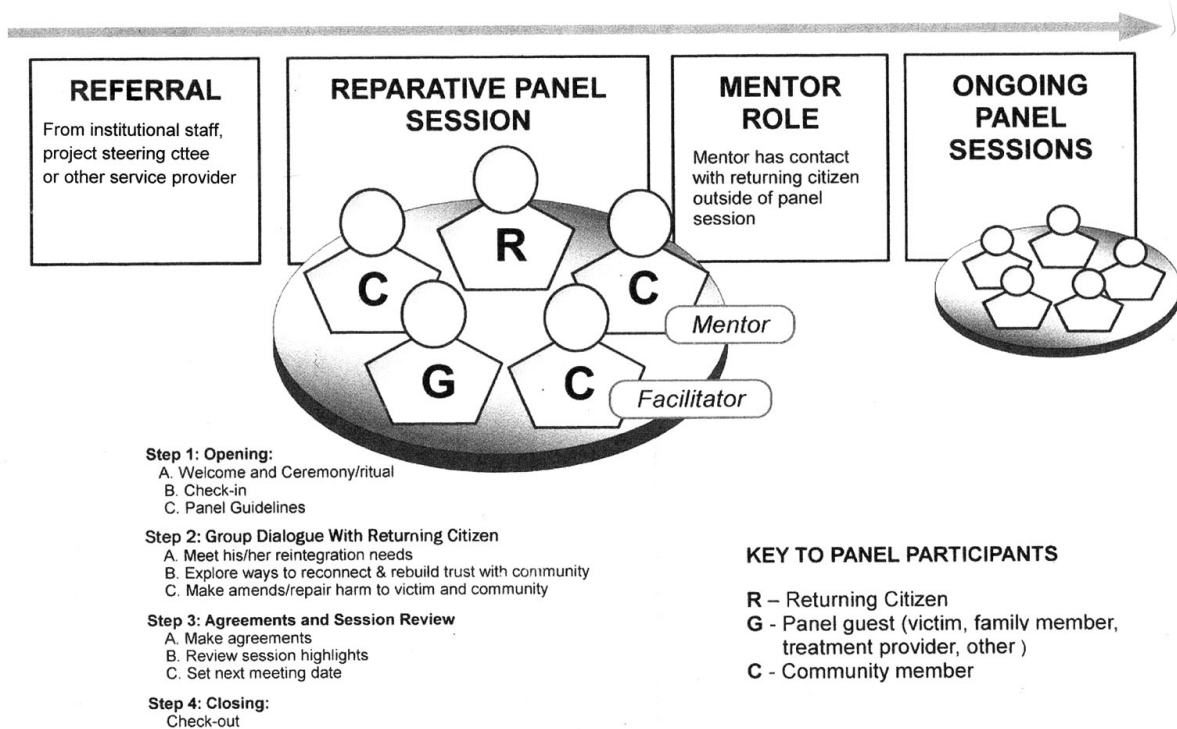 REFERRAL
From institutional staff,
project steering cttee
or other service provider
REPARATIVE PANEL
SESSION
MENTOR
ROLE
Mentor has contact
with returning citizen
outside of panel
session
ONGOING
PANEL
SESSIONS
R
C
C
Mentor
G
C
Facilitator
Step 1: Opening:
A. Welcome and Ceremony/ritual
B. Check-in
C. Panel Guidelines
Step 2: Group Dialogue With Returning Citizen
A. Meet his/her reintegration needs
B. Explore ways to reconnect & rebuild trust with community
C. Make amends/repair harm to victim and community
Step 3: Agreements and Session Review
A. Make agreements
B. Review session highlights
C. Set next meeting date
Step 4: Closing:
Check-out
KEY TO PANEL PARTICIPANTS
R – Returning Citizen
G - Panel guest (victim, family member,
treatment provider, other )
C - Community member